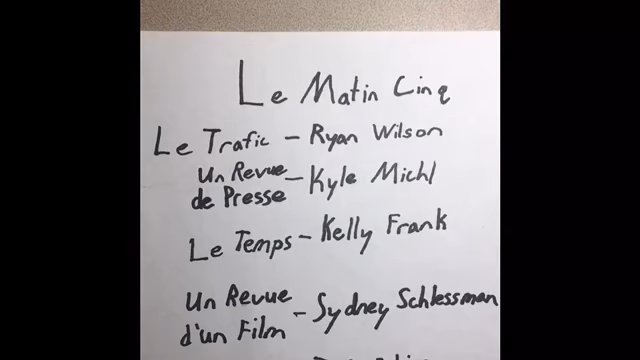 Le Matin Cinq
Le Trafic - Ryan Wilson
Un Revue
de Presse - Kyle Michl
Le Temps - Kelly Frank
Un Revue
d'un Film - Sydney Schlessman